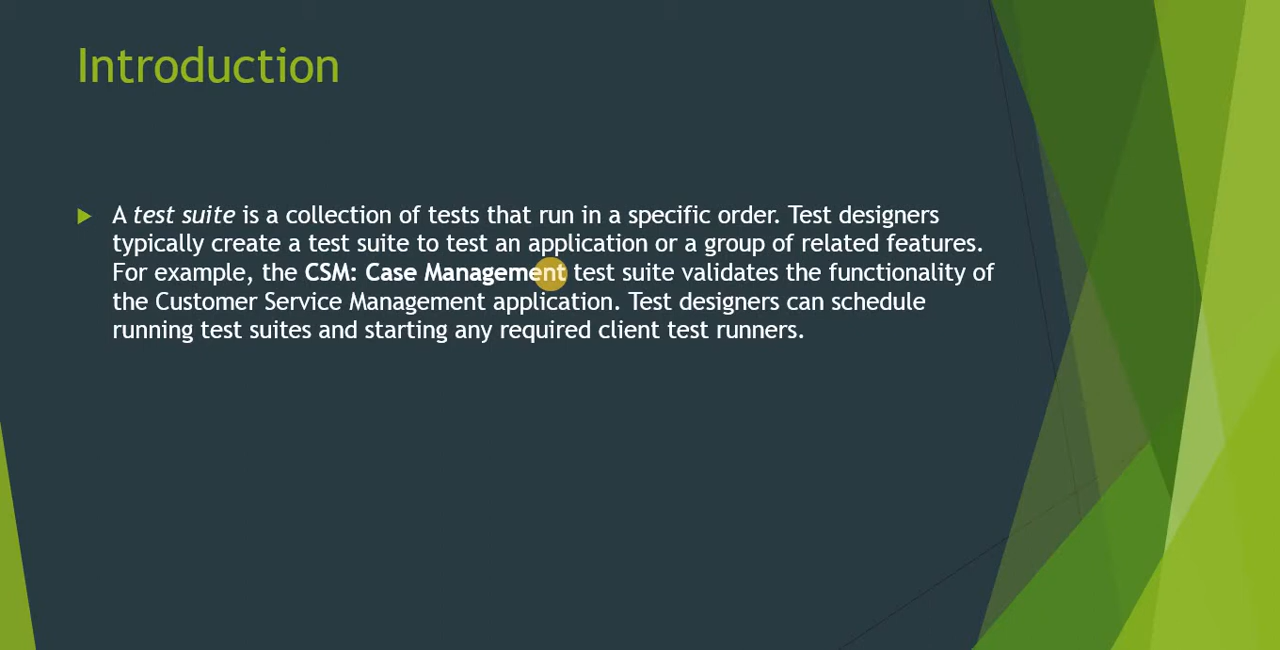 Introduction
A test suite is a collection of tests that run in a specific order. Test designers
typically create a test suite to test an application or a group of related features.
For example, the CSM: Case Management test suite validates the functionality of
the Customer Service Management application. Test designers can schedule
running test suites and starting any required client test runners.